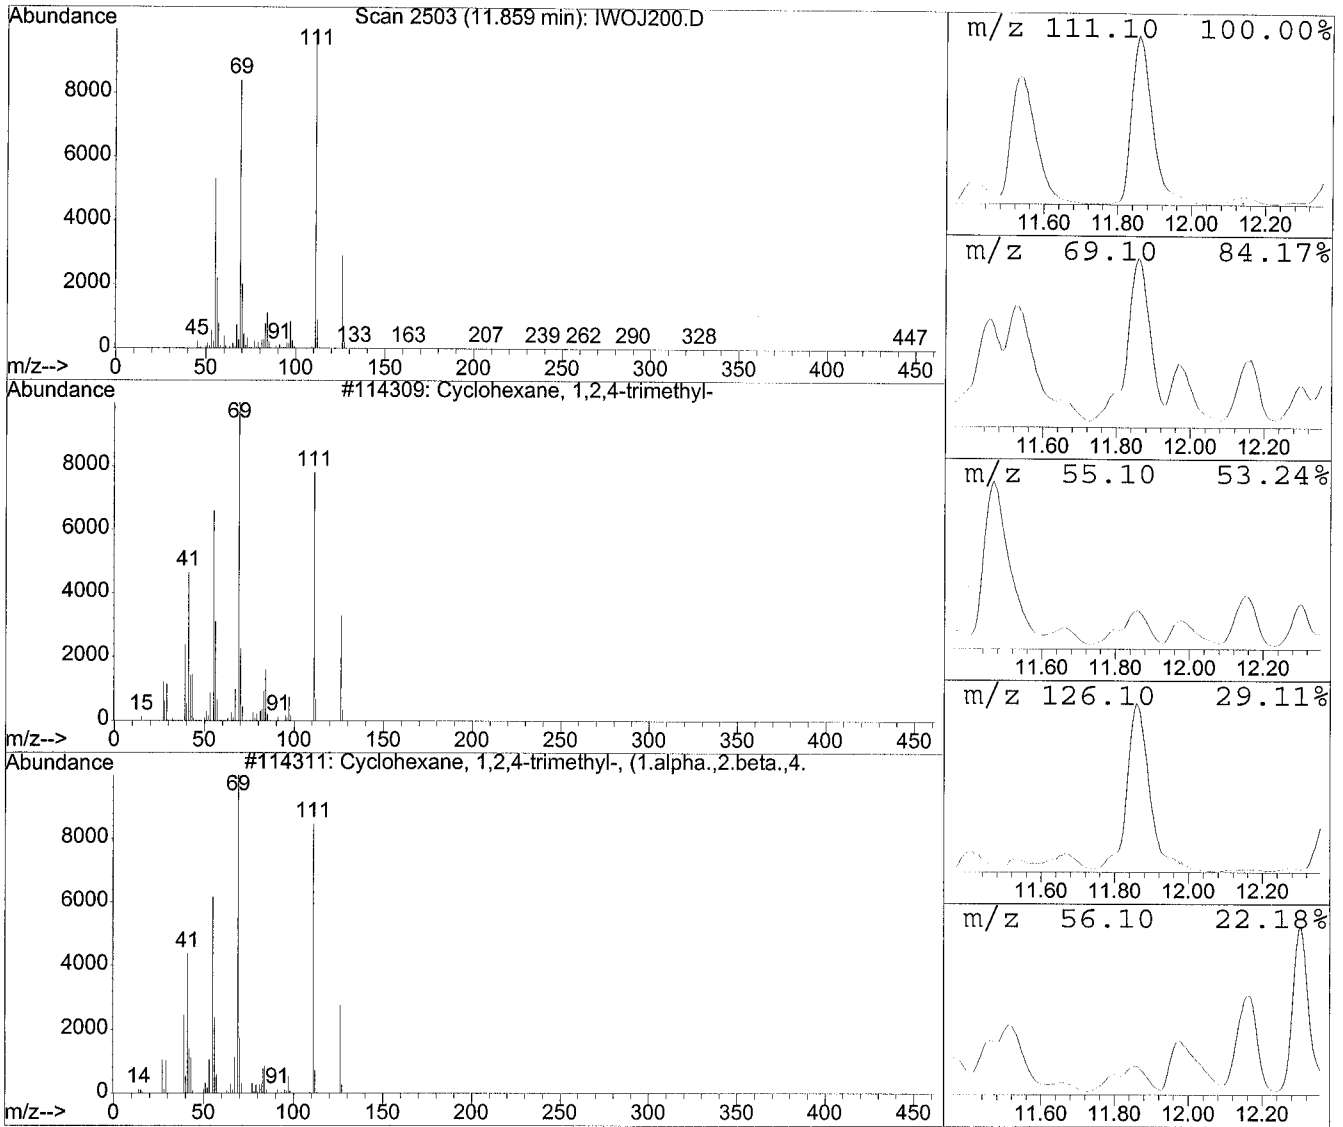 Abundance
Scan 2503 (11.859 min): IWOJ200.D
111
69
8000
6000
4000
2000
45
91
133 163 207 239 262 290 328 447
0
m/z--> 0 50 100 150 200 250 300 350 400 450
Abundance
#114309: Cyclohexane, 1,2,4-trimethyl-
69
8000
111
6000
41
4000
2000
15
91
0
m/z--> 0 50 100 150 200 250 300 350 400 450
Abundance
#114311: Cyclohexane, 1,2,4-trimethyl-, (1.alpha.,2.beta.,4.
69
111
8000
6000
41
4000
2000
14
91
0
m/z--> 0 50 100 150 200 250 300 350 400 450
m/z 111.10 100.00%
11.60 11.80 12.00 12.20
m/z 69.10 84.17%
11.60 11.80 12.00 12.20
m/z 55.10 53.24%
11.60 11.80 12.00 12.20
m/z 126.10 29.11%
11.60 11.80 12.00 12.20
m/z 56.10 22.18%
11.60 11.80 12.00 12.20